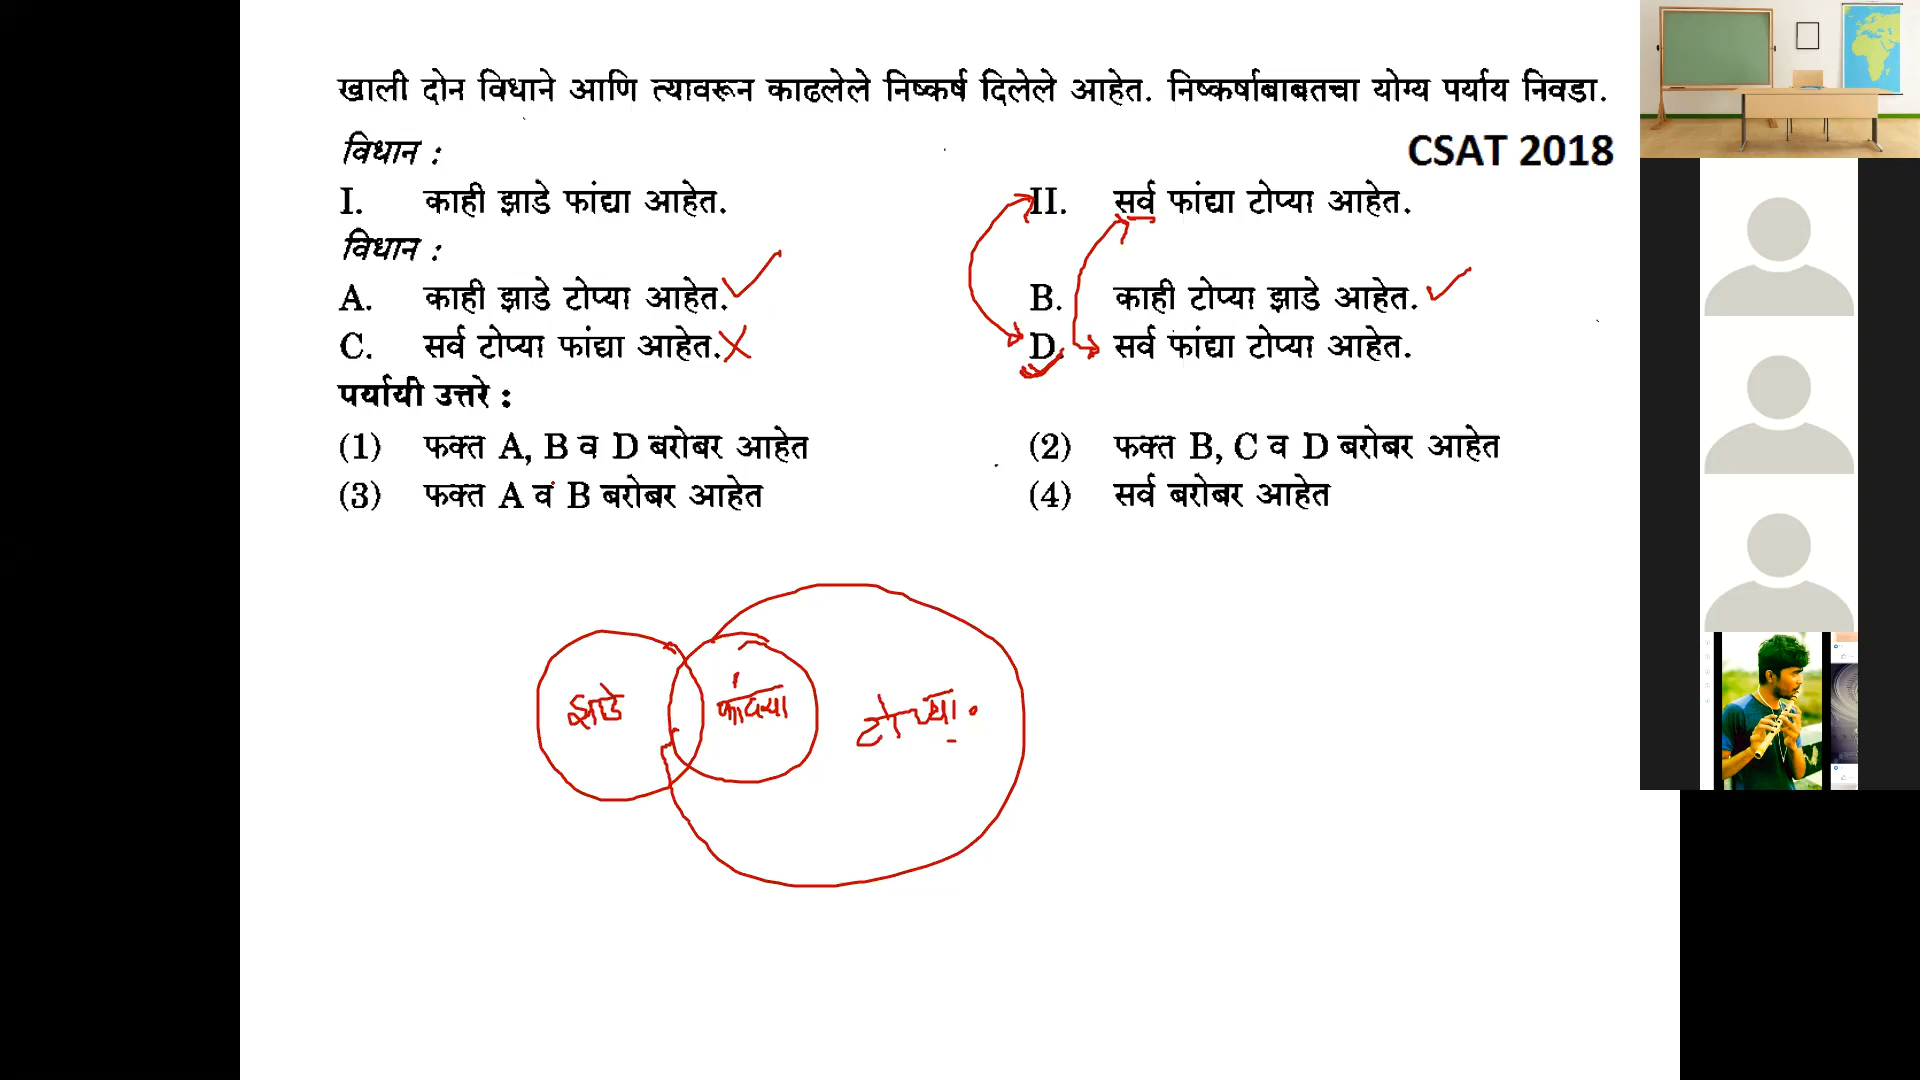 खाली दोन विधाने आणि त्यावरून काढलेले निष्कर्ष दिलेले आहेत. निष्कर्षाबाबतचा योग्य पर्याय निवडा.
विधान :
CSAT 2018
I. काही झाडे फांद्या आहेत. II. सर्व फांद्या टोप्या आहेत.
विधान :
A. काही झाडे टोप्या आहेत. B. काही टोप्या झाडे आहेत.
C. सर्व टोप्या फांद्या आहेत. D. सर्व फांद्या टोप्या आहेत.
पर्यायी उत्तरे :
(1) फक्त A, B व D बरोबर आहेत (2) फक्त B, C व D बरोबर आहेत
(3) फक्त A व B बरोबर आहेत (4) सर्व बरोबर आहेत
झाडे फांद्या टोप्या